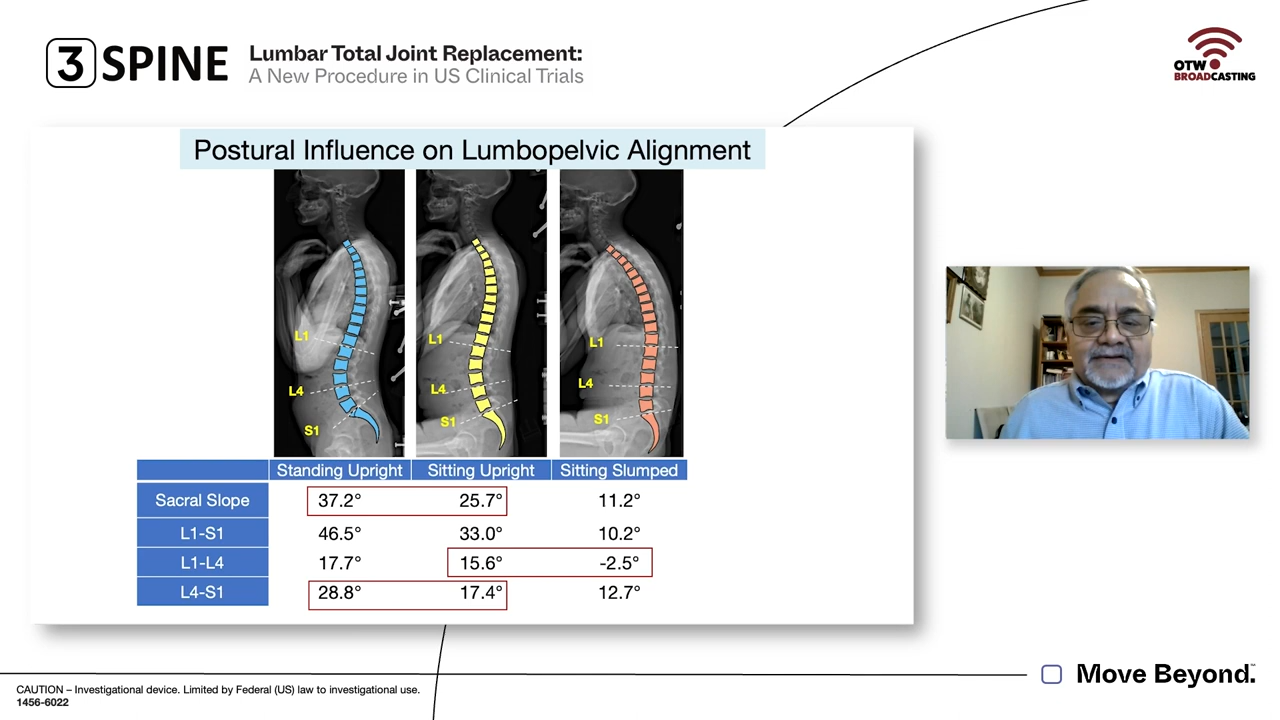 3 SPINE
Lumbar Total Joint Replacement:
A New Procedure in US Clinical Trials
OTW
BROADCASTING
Postural Influence on Lumbopelvic Alignment
L1 L1 L1
L4 L4 L4
S1 S1 S1
Standing Upright Sitting Upright Sitting Slumped
Sacral Slope 37.2° 25.7° 11.2°
L1-S1 46.5° 33.0° 10.2°
L1-L4 17.7° 15.6° -2.5°
L4-S1 28.8° 17.4° 12.7°
CAUTION – Investigational device. Limited by Federal (US) law to investigational use.
1456-6022
Move Beyond.™